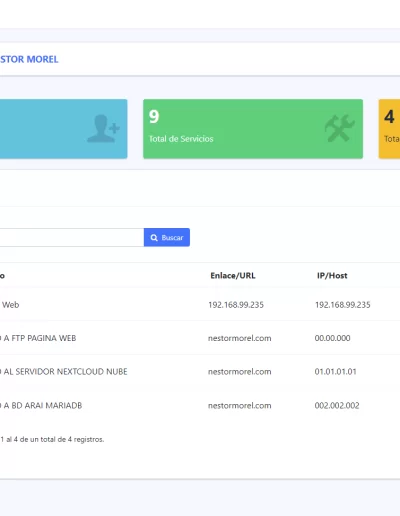 STOR MOREL
9
Total de Servicios
4
Tota
Buscar
o Enlace/URL IP/Host
Web 192.168.99.235 192.168.99.235
O A FTP PAGINA WEB nestormorel.com 00.00.000
O AL SERVIDOR NEXTCLOUD NUBE nestormorel.com 01.01.01.01
O A BD ARAI MARIADB nestormorel.com 002.002.002
1 al 4 de un total de 4 registros.